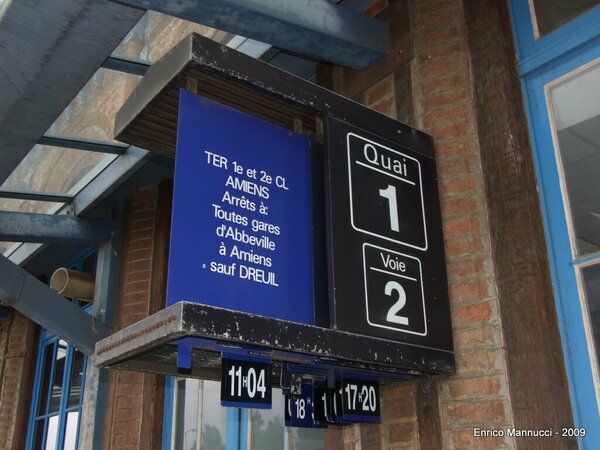 TER 1e et 2e CL
AMIENS
Arrêts à:
Toutes gares
d'Abbeville
à Amiens
sauf DREUIL
Quai
1
Voie
2
11H04
18H
17H20
Enrico Mannucci - 2009